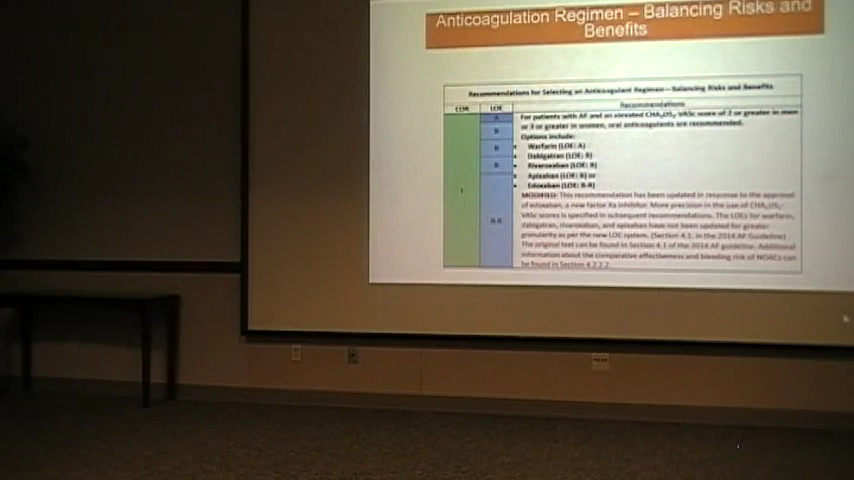 Anticoagulation Regimen – Balancing Risks and
Benefits
Recommendations for Selecting an Anticoagulant Regimen – Balancing Risks and Benefits
COR LOE Recommendations
I
A
B
B
B
B-R
For patients with AF and an elevated CHA₂DS₂-VASc score of 2 or greater in men
or 3 or greater in women, oral anticoagulants are recommended.
Options include:
• Warfarin (LOE: A)
• Dabigatran (LOE: B)
• Rivaroxaban (LOE: B)
• Apixaban (LOE: B) or
• Edoxaban (LOE: B-R)
MODIFIED: This recommendation has been updated in response to the approval
of edoxaban, a new factor Xa inhibitor. More precision in the use of CHA₂DS₂-
VASc scores is specified in subsequent recommendations. The LOEs for warfarin,
dabigatran, rivaroxaban, and apixaban have not been updated for greater
granularity as per the new LOE system. (Section 4.1. in the 2014 AF Guideline)
The original text can be found in Section 4.1 of the 2014 AF guideline. Additional
information about the comparative effectiveness and bleeding risk of NOACs can
be found in Section 4.2.2.2.